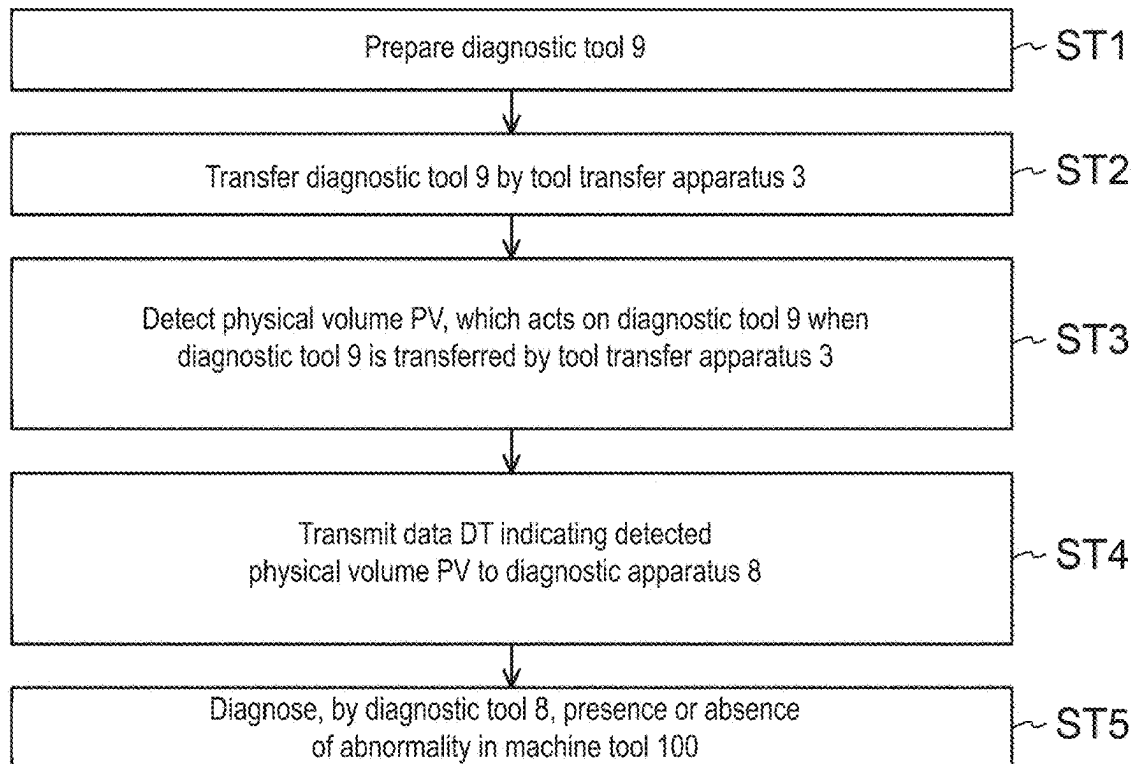 Prepare diagnostic tool 9
ST1
Transfer diagnostic tool 9 by tool transfer apparatus 3
ST2
Detect physical volume PV, which acts on diagnostic tool 9 when
diagnostic tool 9 is transferred by tool transfer apparatus 3
ST3
Transmit data DT indicating detected
physical volume PV to diagnostic apparatus 8
ST4
Diagnose, by diagnostic tool 8, presence or absence
of abnormality in machine tool 100
ST5